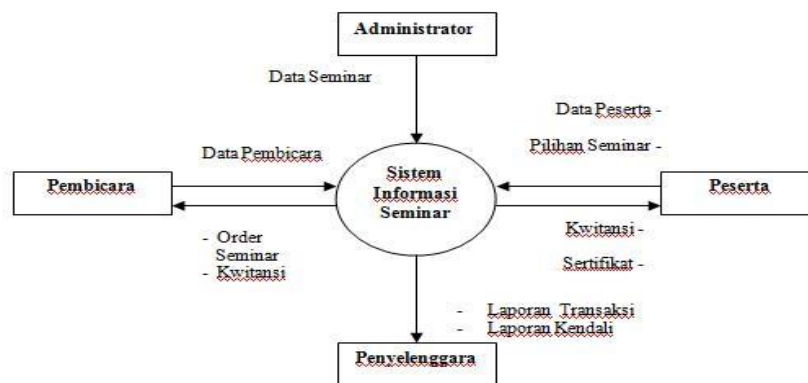 Administrator
Data Seminar
Data Peserta -
Pilihan Seminar -
Data Pembicara
Pembicara
Sistem
Informasi
Seminar
Peserta
- Order
Seminar
- Kwitansi
Kwitansi -
Sertifikat -
- Laporan Transaksi
- Laporan Kendali
Penyelenggara